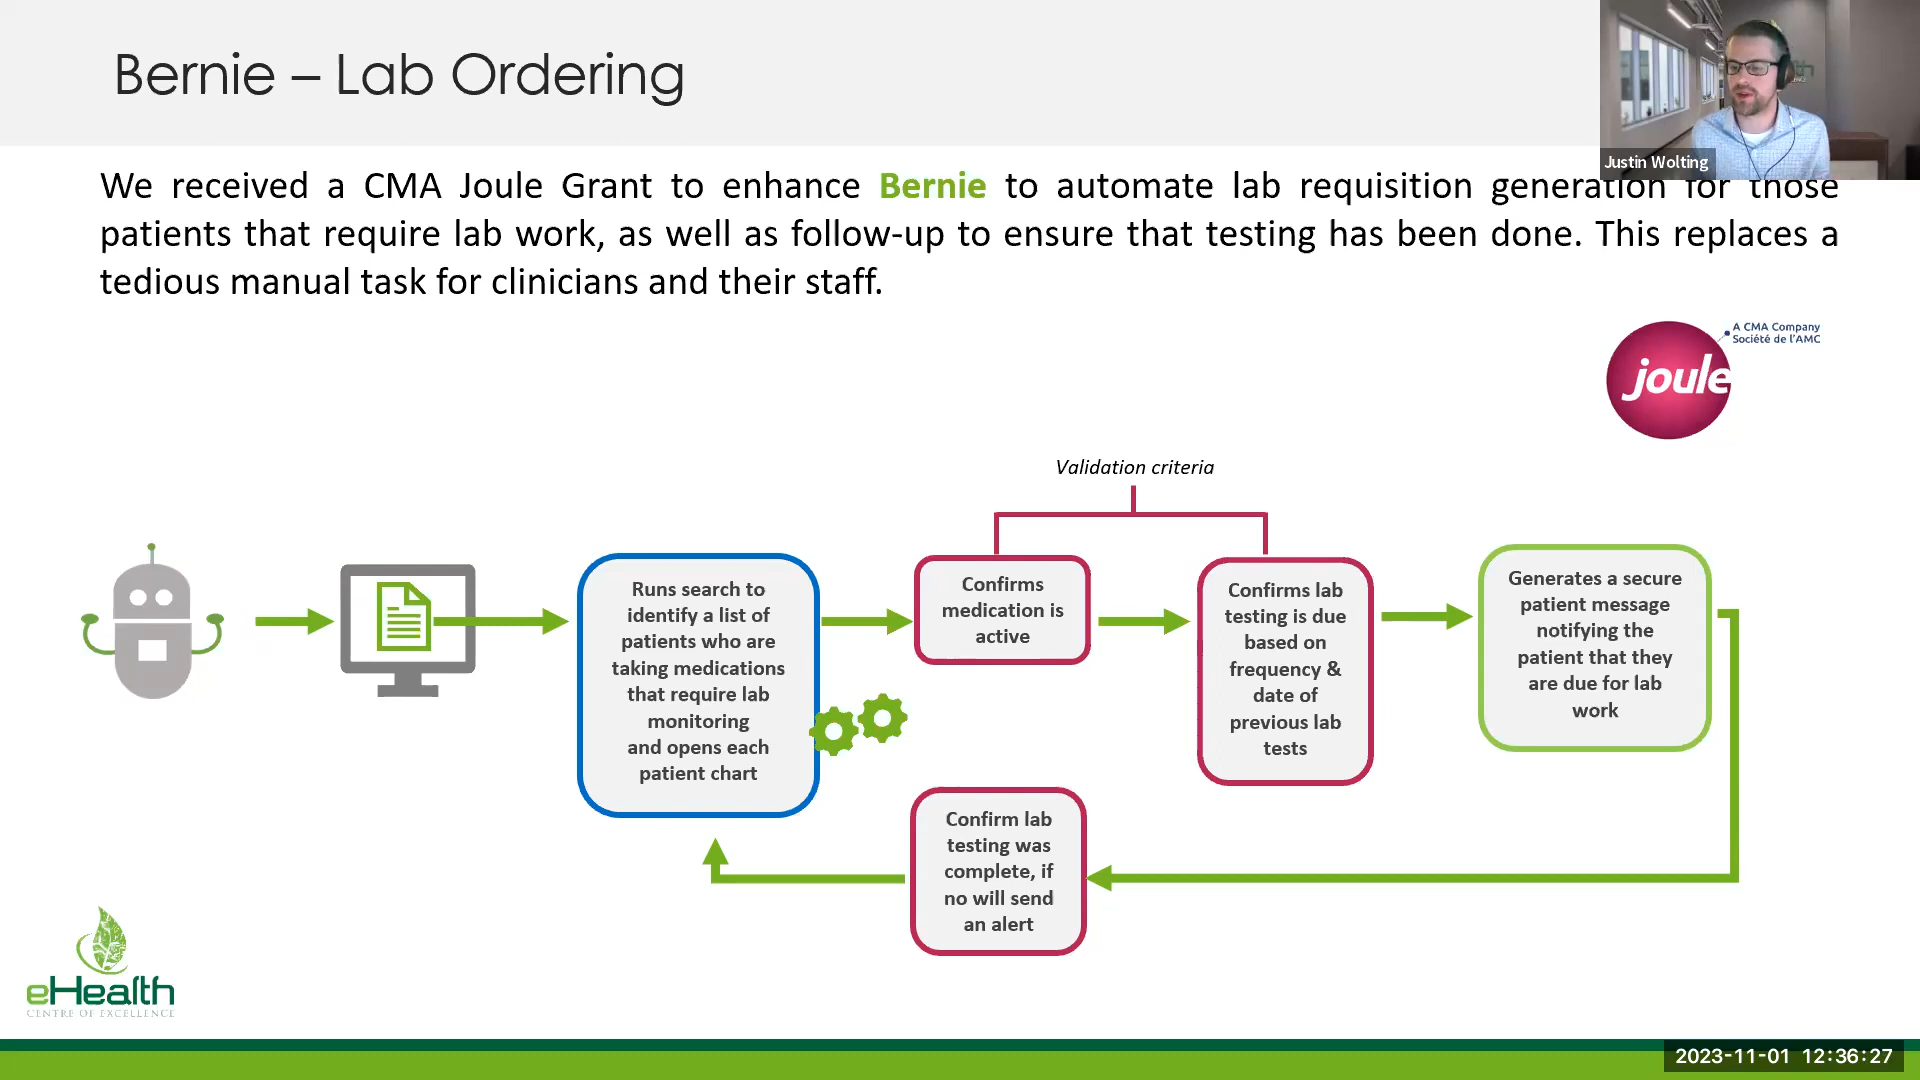 Bernie – Lab Ordering
Justin Wolting
We received a CMA Joule Grant to enhance Bernie to automate lab requisition generation for those
patients that require lab work, as well as follow-up to ensure that testing has been done. This replaces a
tedious manual task for clinicians and their staff.
A CMA Company
Société de l'AMC
joule
Validation criteria
Runs search to
identify a list of
patients who are
taking medications
that require lab
monitoring
and opens each
patient chart
Confirms
medication is
active
Confirms lab
testing is due
based on
frequency &
date of
previous lab
tests
Generates a secure
patient message
notifying the
patient that they
are due for lab
work
Confirm lab
testing was
complete, if
no will send
an alert
eHealth
CENTRE OF EXCELLENCE
2023-11-01 12:36:27